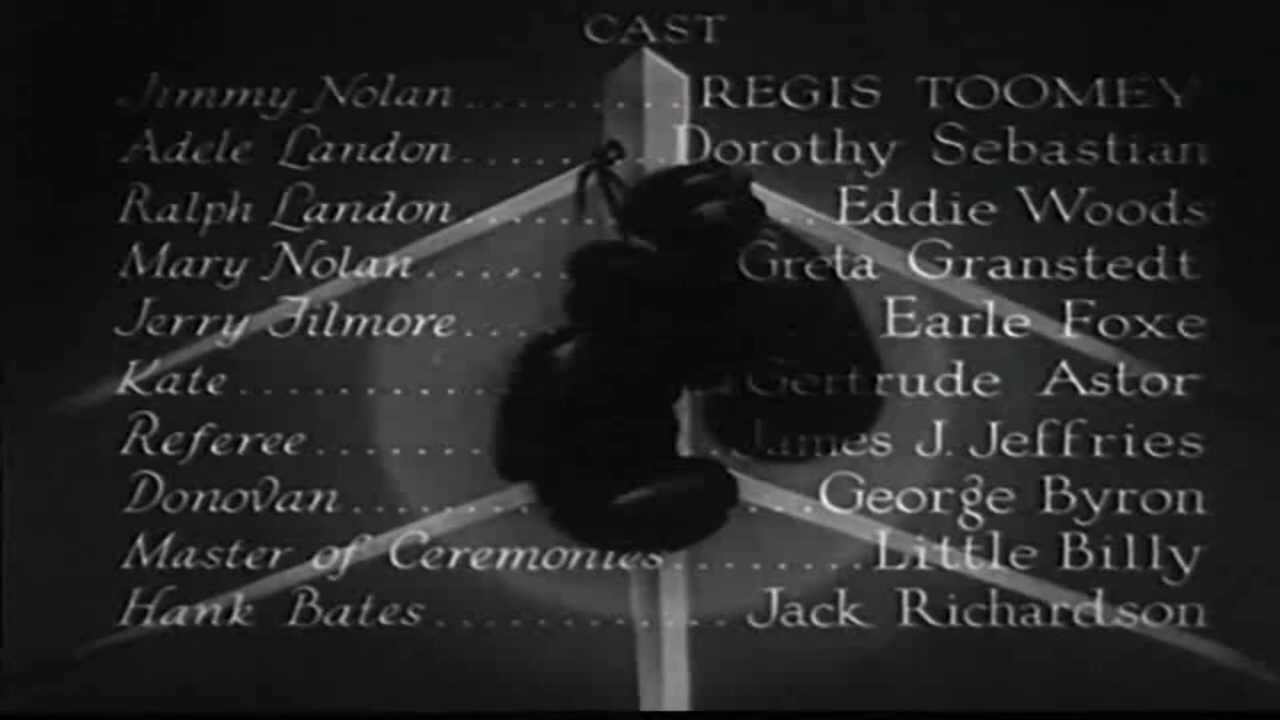 CAST
Jimmy Nolan.......... REGIS TOOMEY
Adele Landon.......... Dorothy Sebastian
Ralph Landon.......... Eddie Woods
Mary Nolan.......... Greta Granstedt
Jerry Filmore.......... Earle Foxe
Kate.......... Gertrude Astor
Referee.......... James J. Jeffries
Donovan.......... George Byron
Master of Ceremonies.......... Little Billy
Hank Bates.......... Jack Richardson